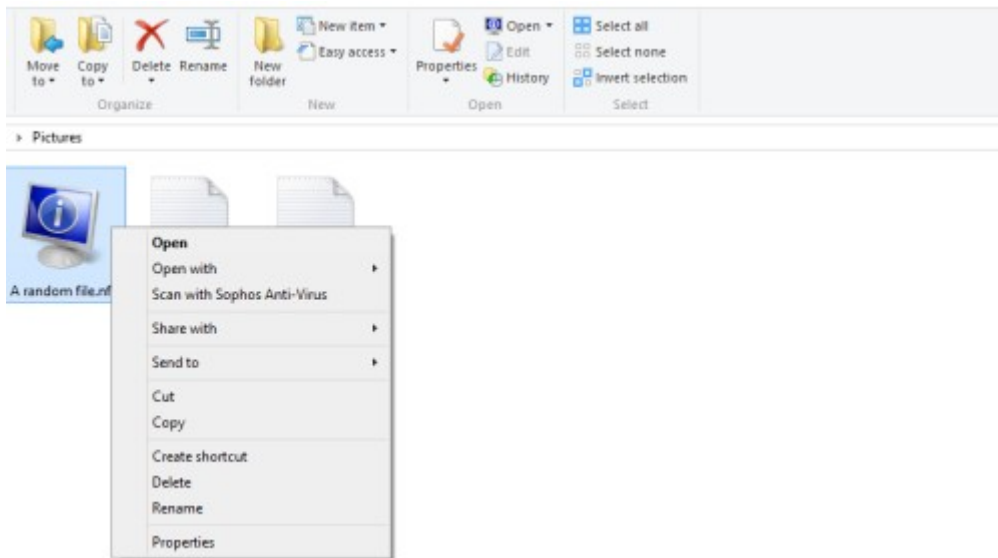 Move to
Copy to
Delete
Rename
New folder
New item
Easy access
Properties
Open
Edit
History
Select all
Select none
Invert selection
Organize
New
Open
Select
Pictures
A random file.nf
Open
Open with
Scan with Sophos Anti-Virus
Share with
Send to
Cut
Copy
Create shortcut
Delete
Rename
Properties